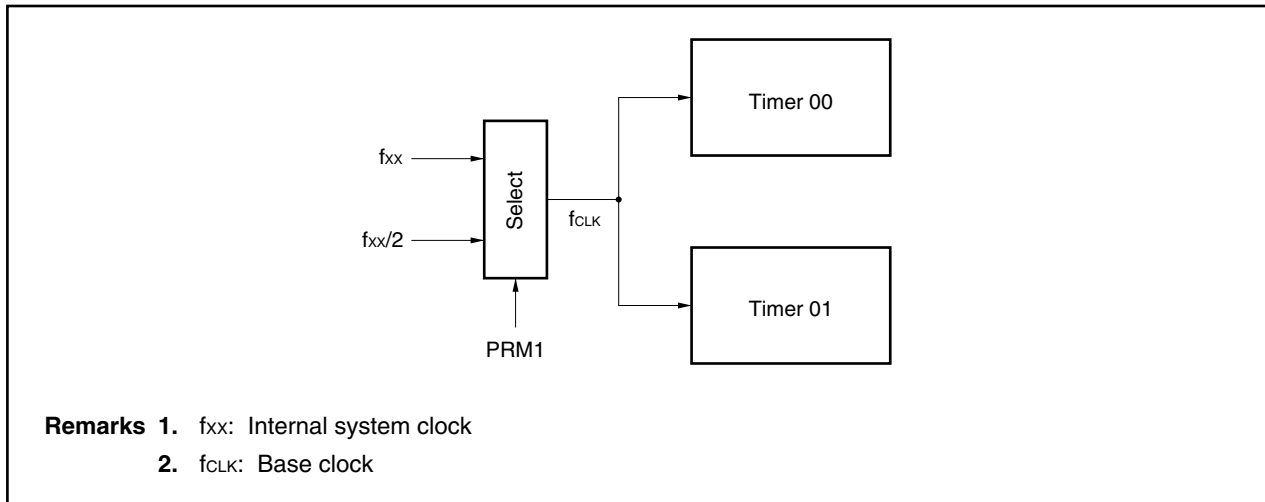 Timer 00
fxx
Select
fCLK
fxx/2
Timer 01
PRM1
Remarks 1. fxx: Internal system clock
2. fCLK: Base clock